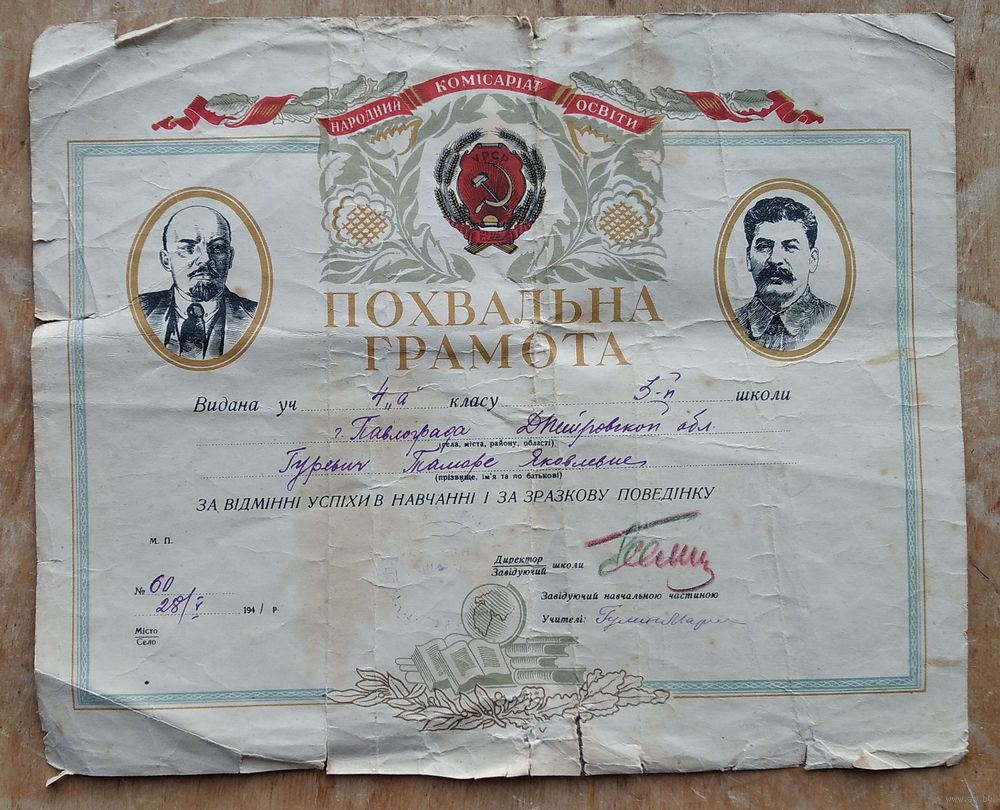 НАРОДНИЙ КОМІСАРІАТ ОСВІТИ
УРСР
ПОХВАЛЬНА
ГРАМОТА
Видана уч 4 „а" класу 3-й школи
г. Павлограда Днепровской обл.
(села, міста, району, області)
Гуревич Тамаре Яковлевне
(прізвище, ім'я та по батькові)
ЗА ВІДМІННІ УСПІХИ В НАВЧАННІ І ЗА ЗРАЗКОВУ ПОВЕДІНКУ
М. П.
Директор
Завідуючий школи
№ 60
28/V 1941 р.
Завідуючий навчальною частиною
Учителі:
Місто
Село